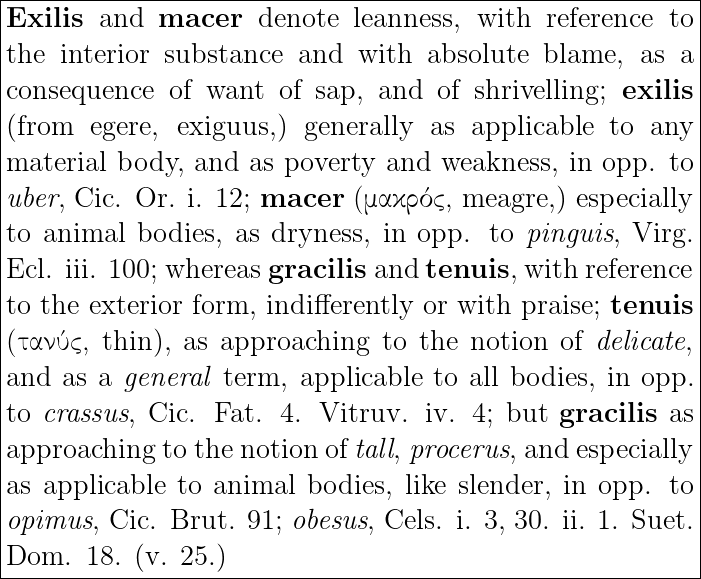 Exilis and macer denote leanness, with reference to
the interior substance and with absolute blame, as a
consequence of want of sap, and of shrivelling; exilis
(from egere, exiguus,) generally as applicable to any
material body, and as poverty and weakness, in opp. to
uber, Cic. Or. i. 12; macer (μακρός, meagre,) especially
to animal bodies, as dryness, in opp. to pinguis, Virg.
Ecl. iii. 100; whereas gracilis and tenuis, with reference
to the exterior form, indifferently or with praise; tenuis
(τανύς, thin), as approaching to the notion of delicate,
and as a general term, applicable to all bodies, in opp.
to crassus, Cic. Fat. 4. Vitruv. iv. 4; but gracilis as
approaching to the notion of tall, procerus, and especially
as applicable to animal bodies, like slender, in opp. to
opimus, Cic. Brut. 91; obesus, Cels. i. 3, 30. ii. 1. Suet.
Dom. 18. (v. 25.)